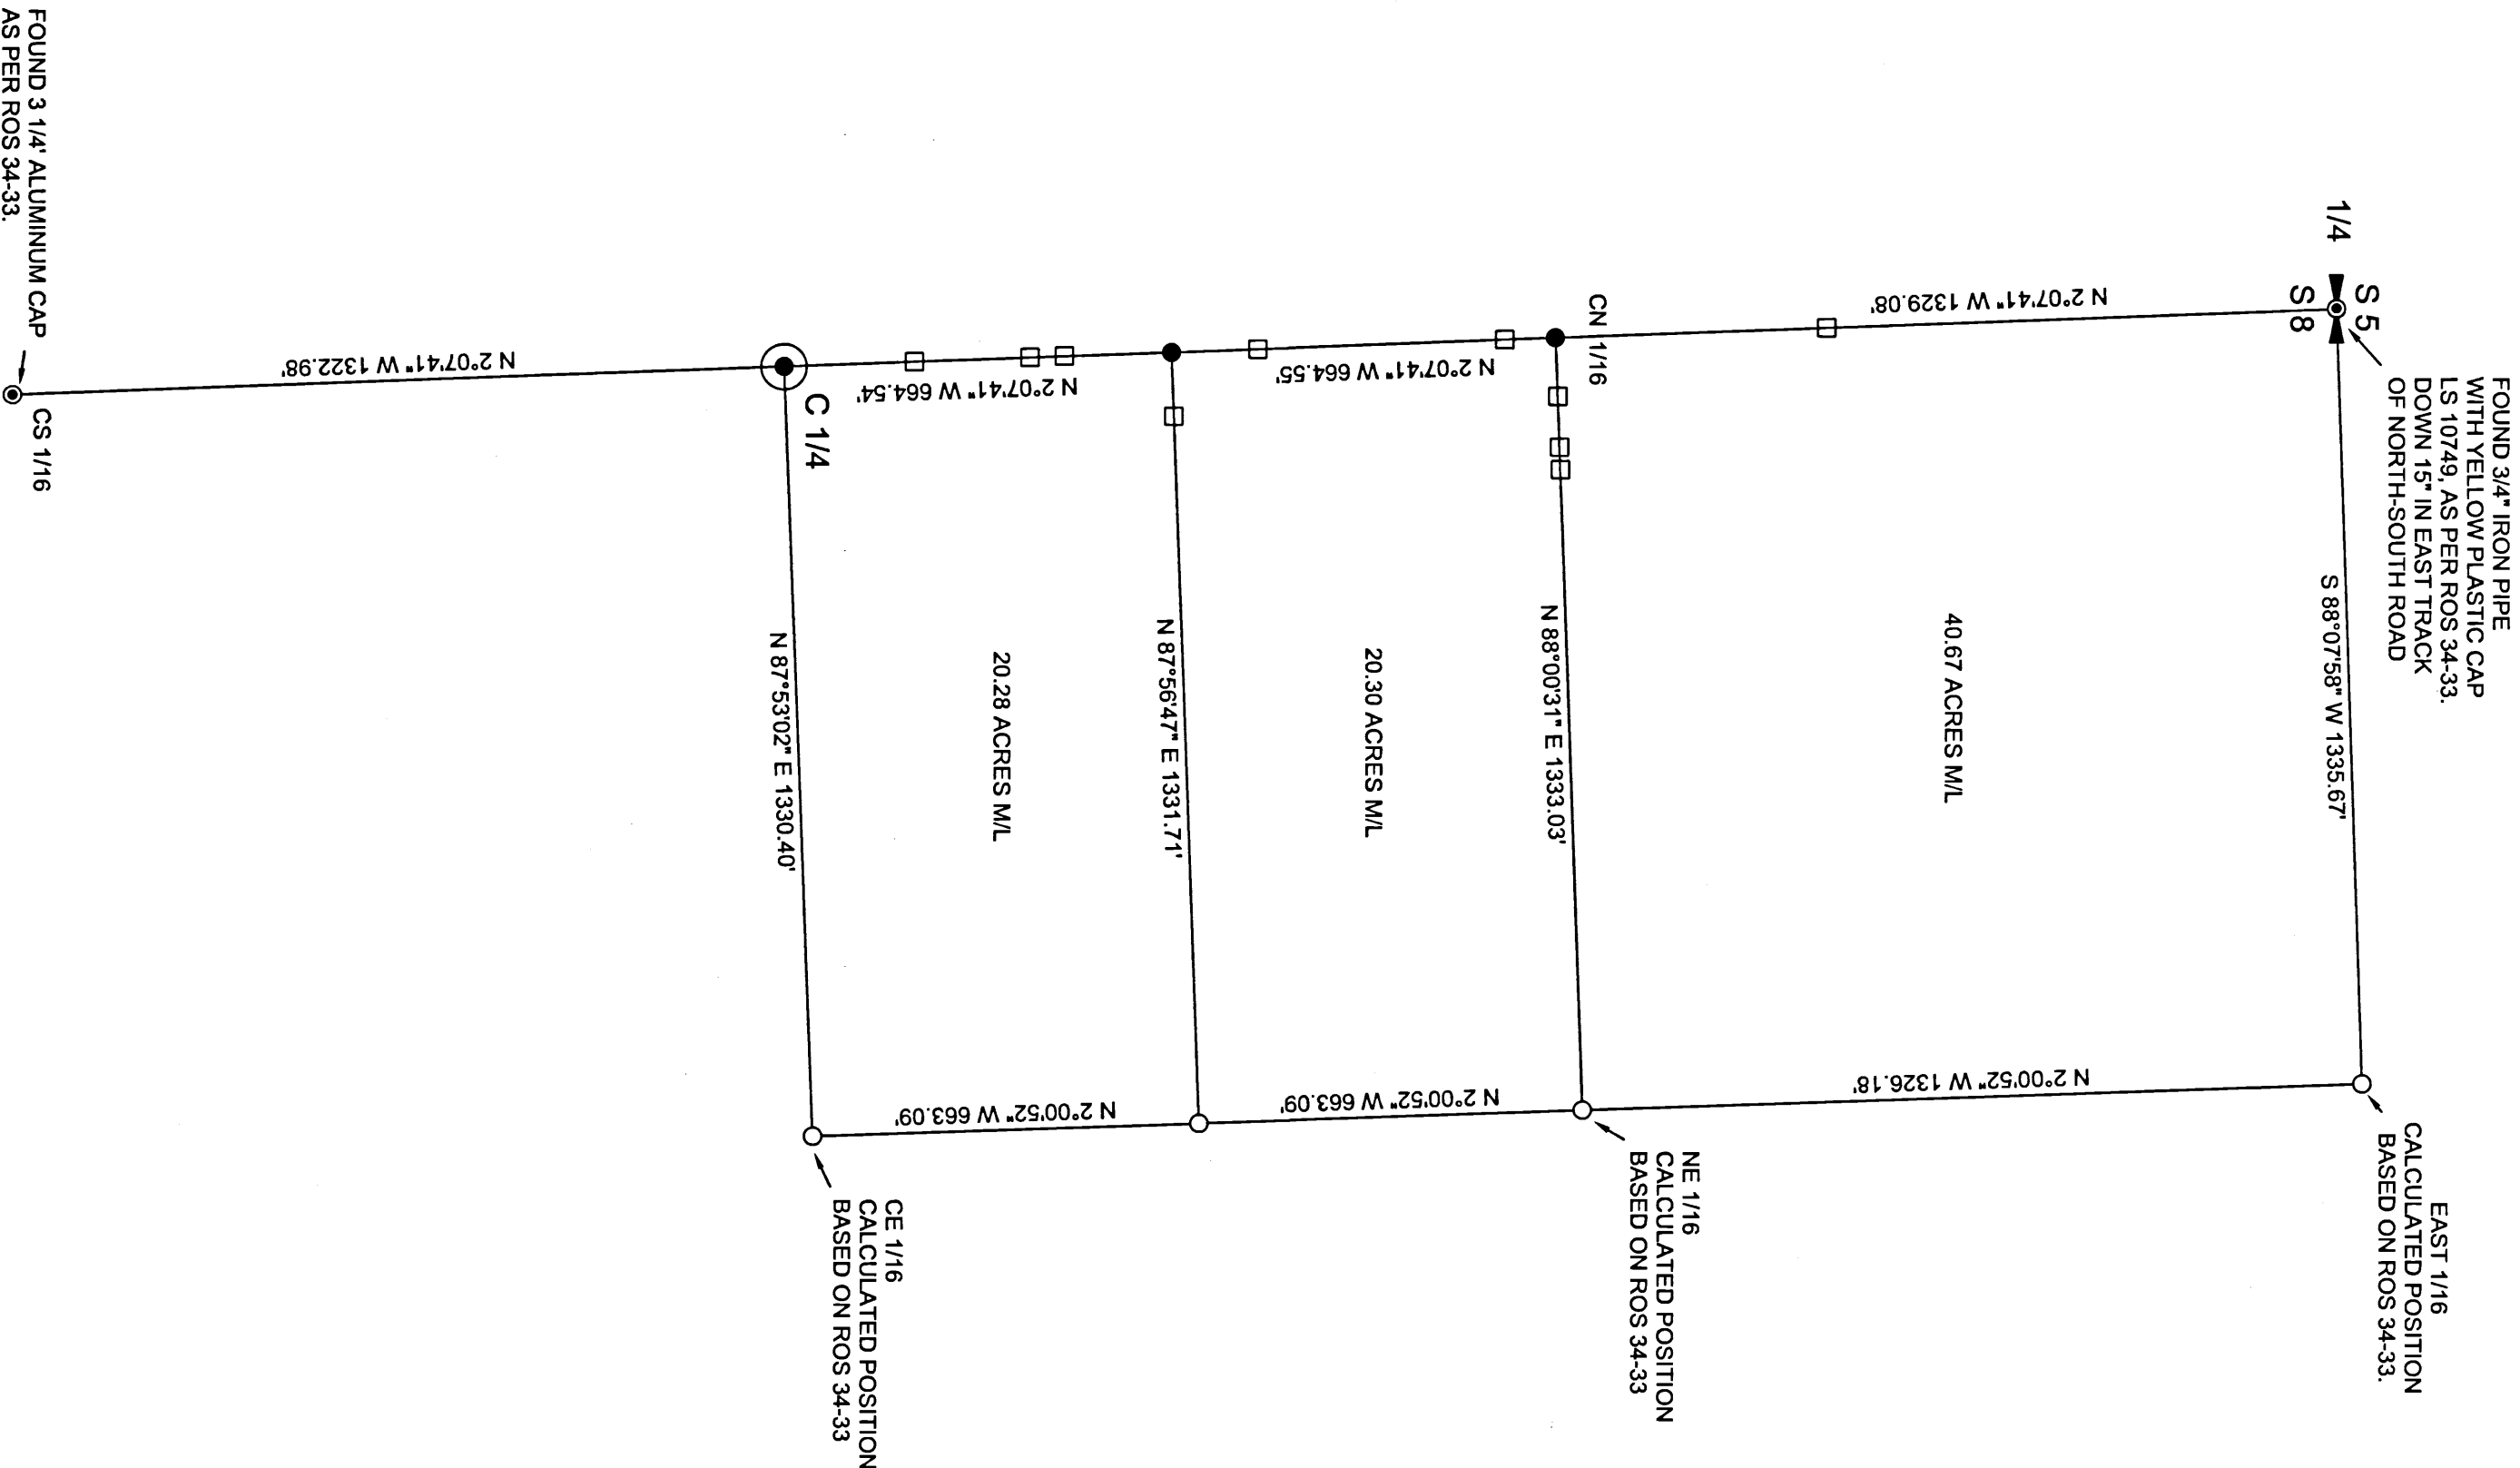 FOUND 3/4" IRON PIPE
WITH YELLOW PLASTIC CAP
LS 10749, AS PER ROS 34-33.
DOWN 15" IN EAST TRACK
OF NORTH-SOUTH ROAD
1/4
S 5
S 8
S 88°07'58" W 1335.67'
EAST 1/16
CALCULATED POSITION
BASED ON ROS 34-33.
N 2°07'41" W 1329.08'
40.67 ACRES M/L
N 2°00'52" W 1326.18'
CN 1/16
N 88°00'31" E 1333.03'
NE 1/16
CALCULATED POSITION
BASED ON ROS 34-33
N 2°07'41" W 664.55'
20.30 ACRES M/L
N 2°00'52" W 663.09'
N 87°56'47" E 1331.71'
N 2°07'41" W 664.54'
20.28 ACRES M/L
N 2°00'52" W 663.09'
C 1/4
N 87°53'02" E 1330.40'
CE 1/16
CALCULATED POSITION
BASED ON ROS 34-33
N 2°07'41" W 1322.98'
CS 1/16
FOUND 3 1/4' ALUMINUM CAP
AS PER ROS 34-33.